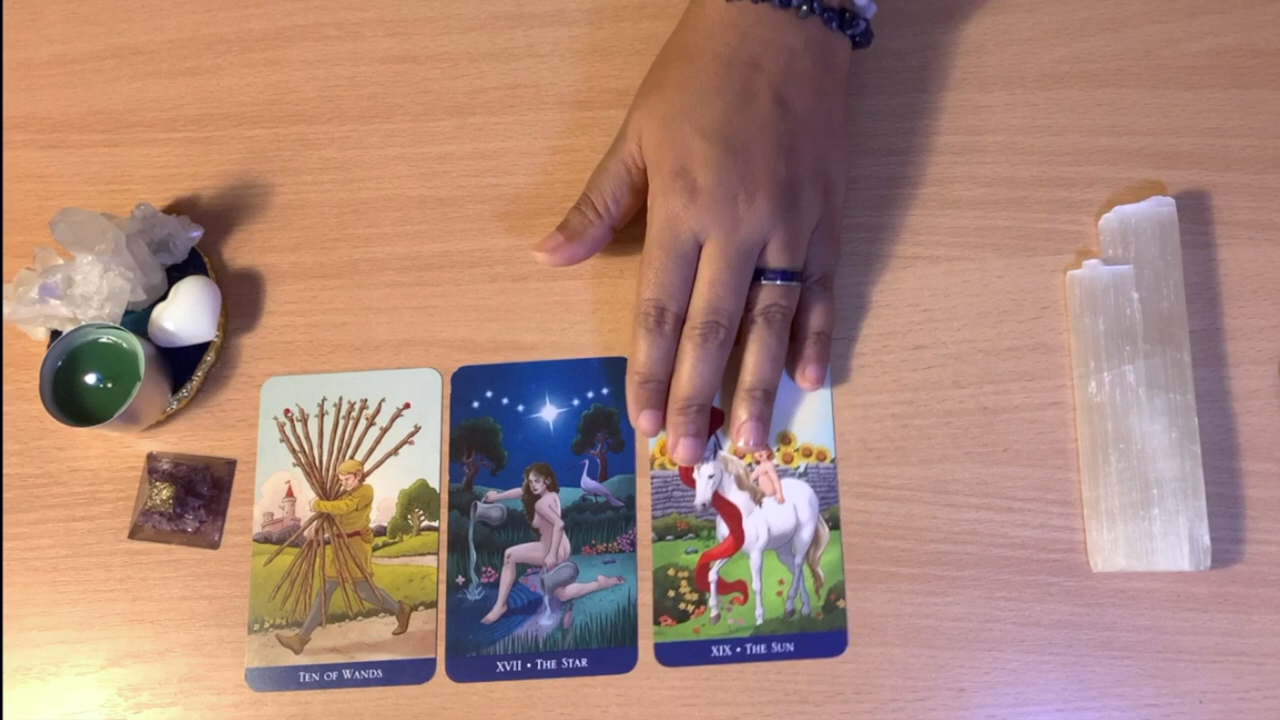 TEN OF WANDS
XVII • THE STAR
XIX • THE SUN